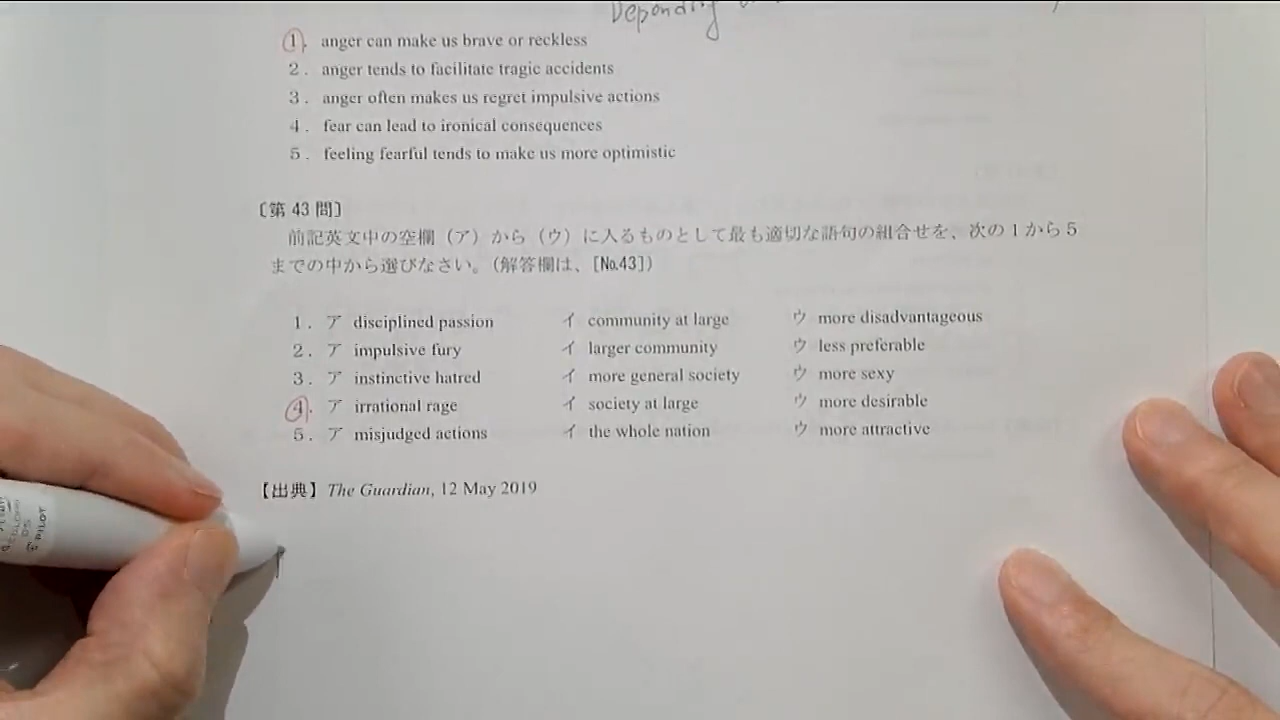 Depending
1. anger can make us brave or reckless
2. anger tends to facilitate tragic accidents
3. anger often makes us regret impulsive actions
4. fear can lead to ironical consequences
5. feeling fearful tends to make us more optimistic
〔第 43 問〕
前記英文中の空欄（ア）から（ウ）に入るものとして最も適切な語句の組合せを、次の1から5
までの中から選びなさい。（解答欄は、[No.43]）
1. ア disciplined passion イ community at large ウ more disadvantageous
2. ア impulsive fury イ larger community ウ less preferable
3. ア instinctive hatred イ more general society ウ more sexy
4. ア irrational rage イ society at large ウ more desirable
5. ア misjudged actions イ the whole nation ウ more attractive
【出典】The Guardian, 12 May 2019
PILOT